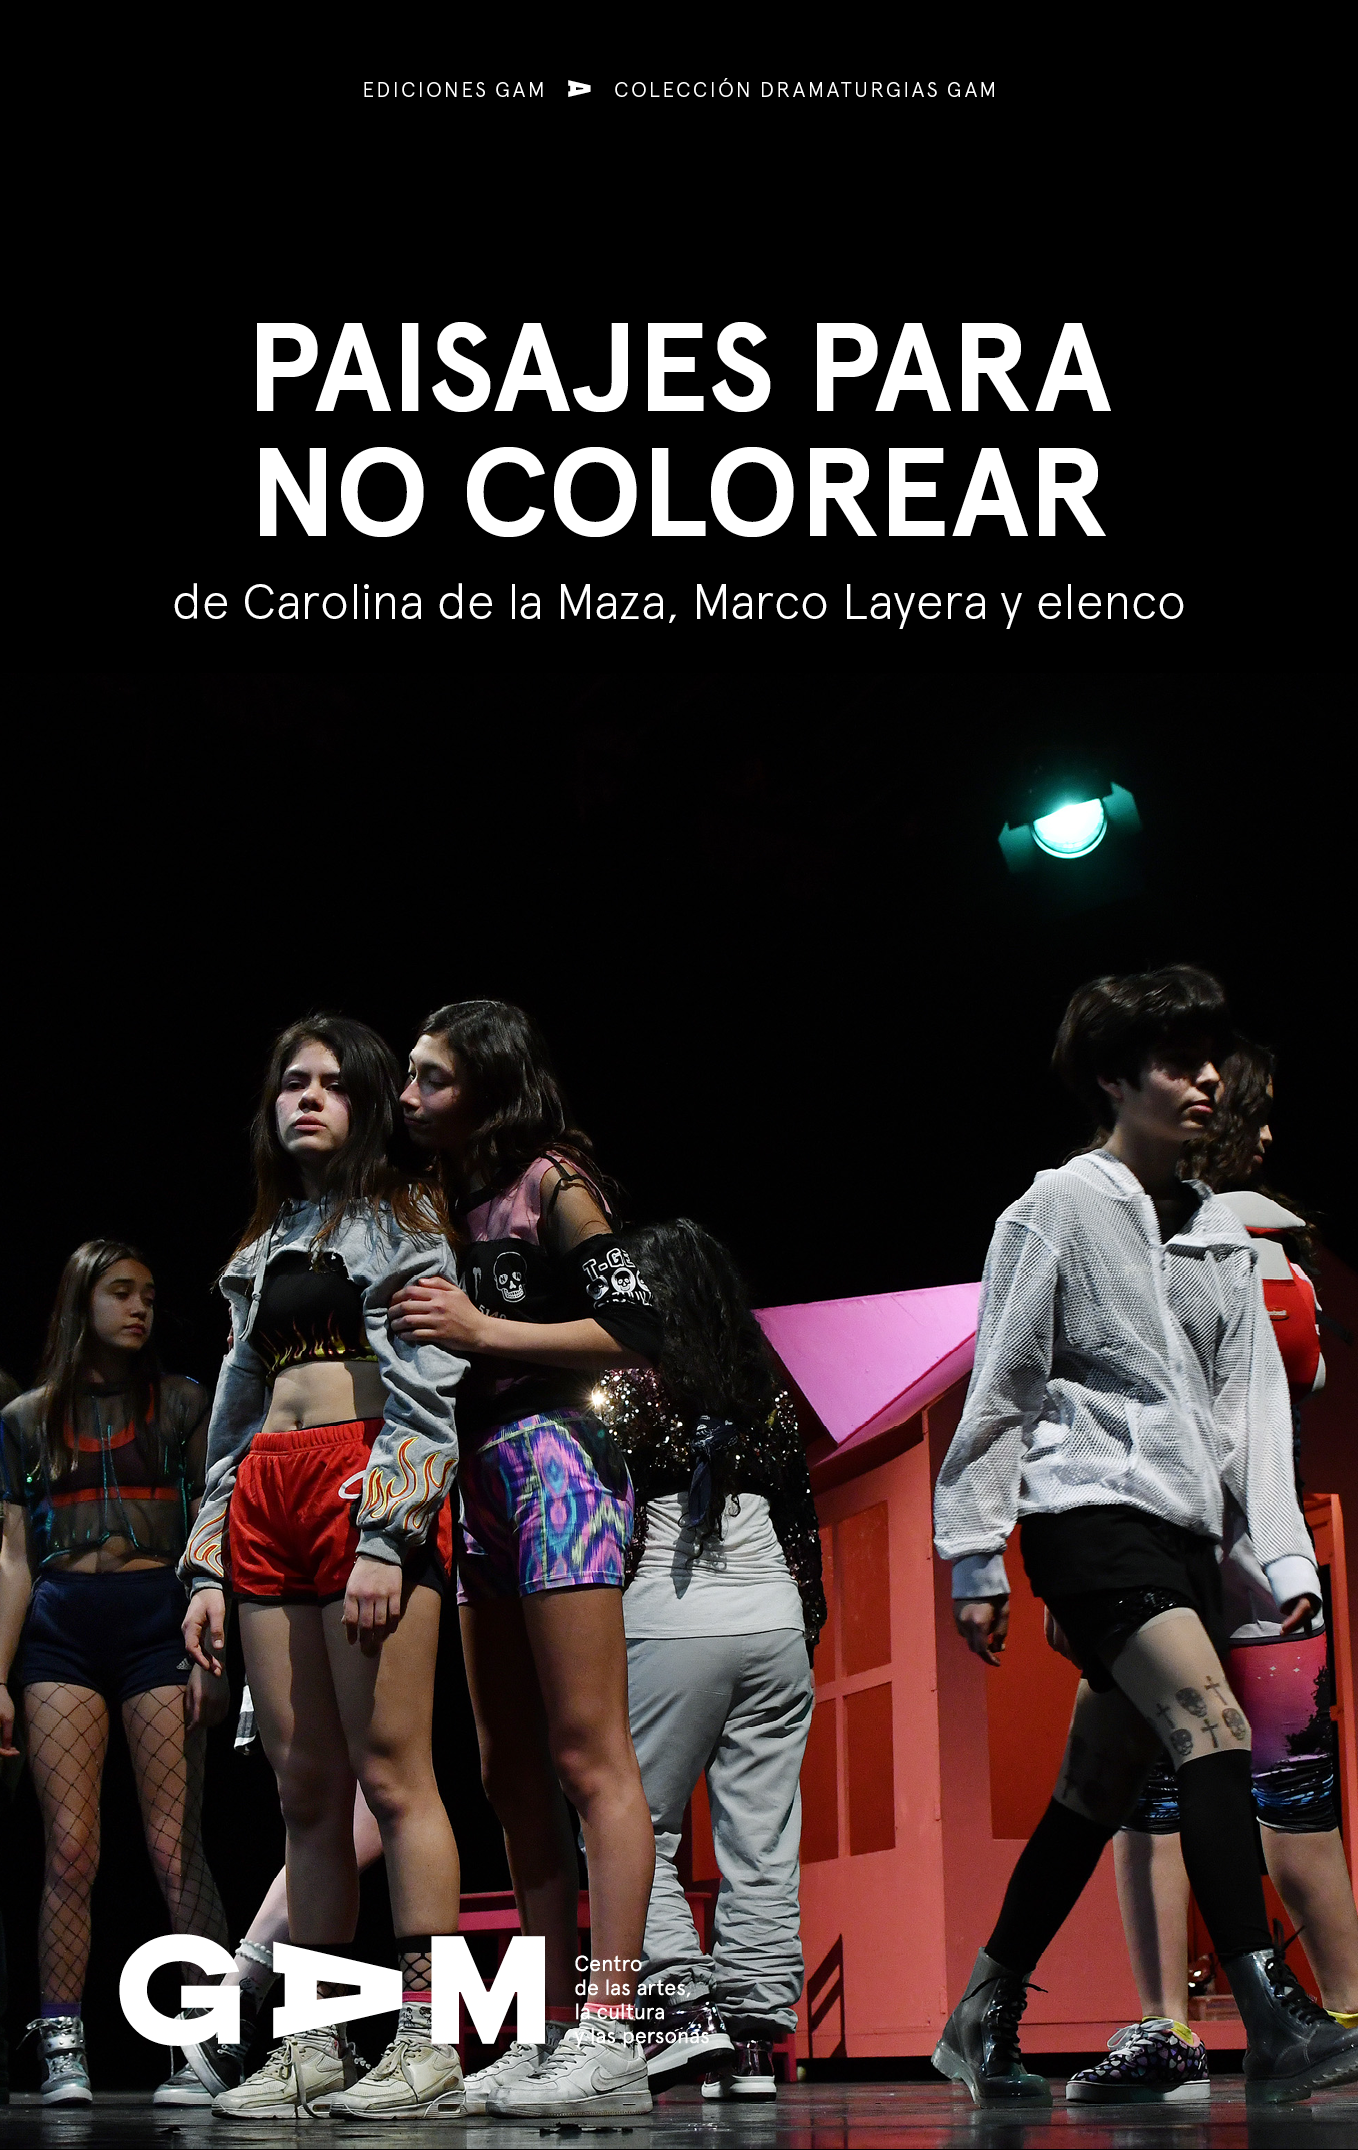 EDICIONES GAM A COLECCIÓN DRAMATURGIAS GAM
PAISAJES PARA
NO COLOREAR
de Carolina de la Maza, Marco Layera y elenco
T-GE
GAM
Centro
de las artes,
la cultura
y las personas